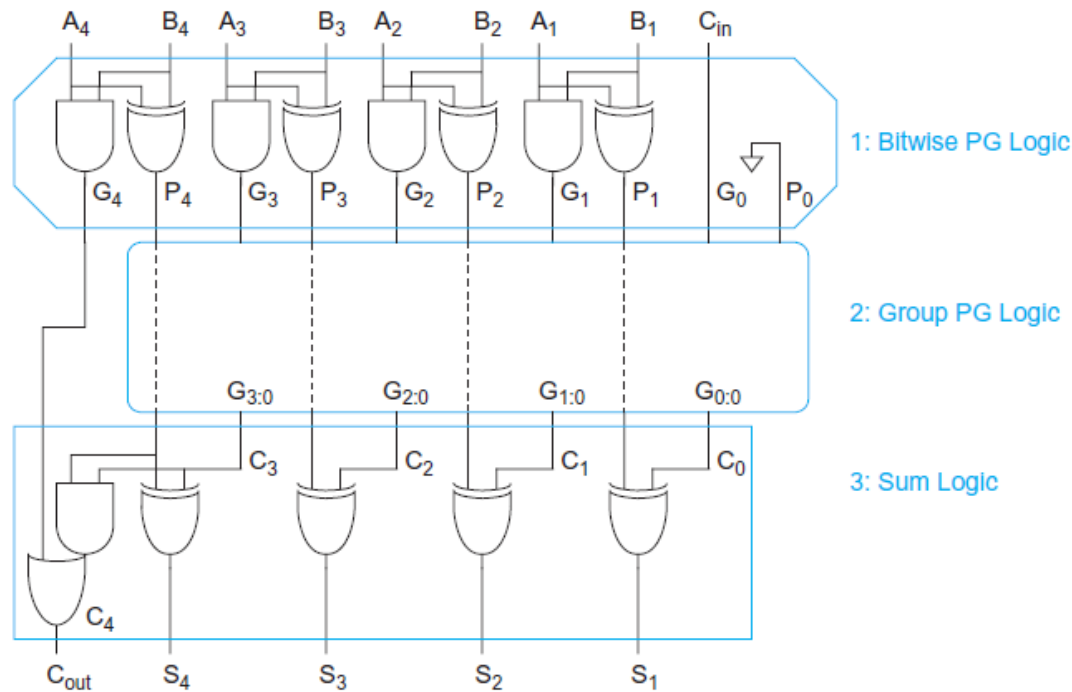 A4 B4 A3 B3 A2 B2 A1 B1 Cin
1: Bitwise PG Logic
G4 P4 G3 P3 G2 P2 G1 P1 G0 P0
2: Group PG Logic
G3:0 G2:0 G1:0 G0:0
C3 C2 C1 C0
3: Sum Logic
C4
Cout S4 S3 S2 S1